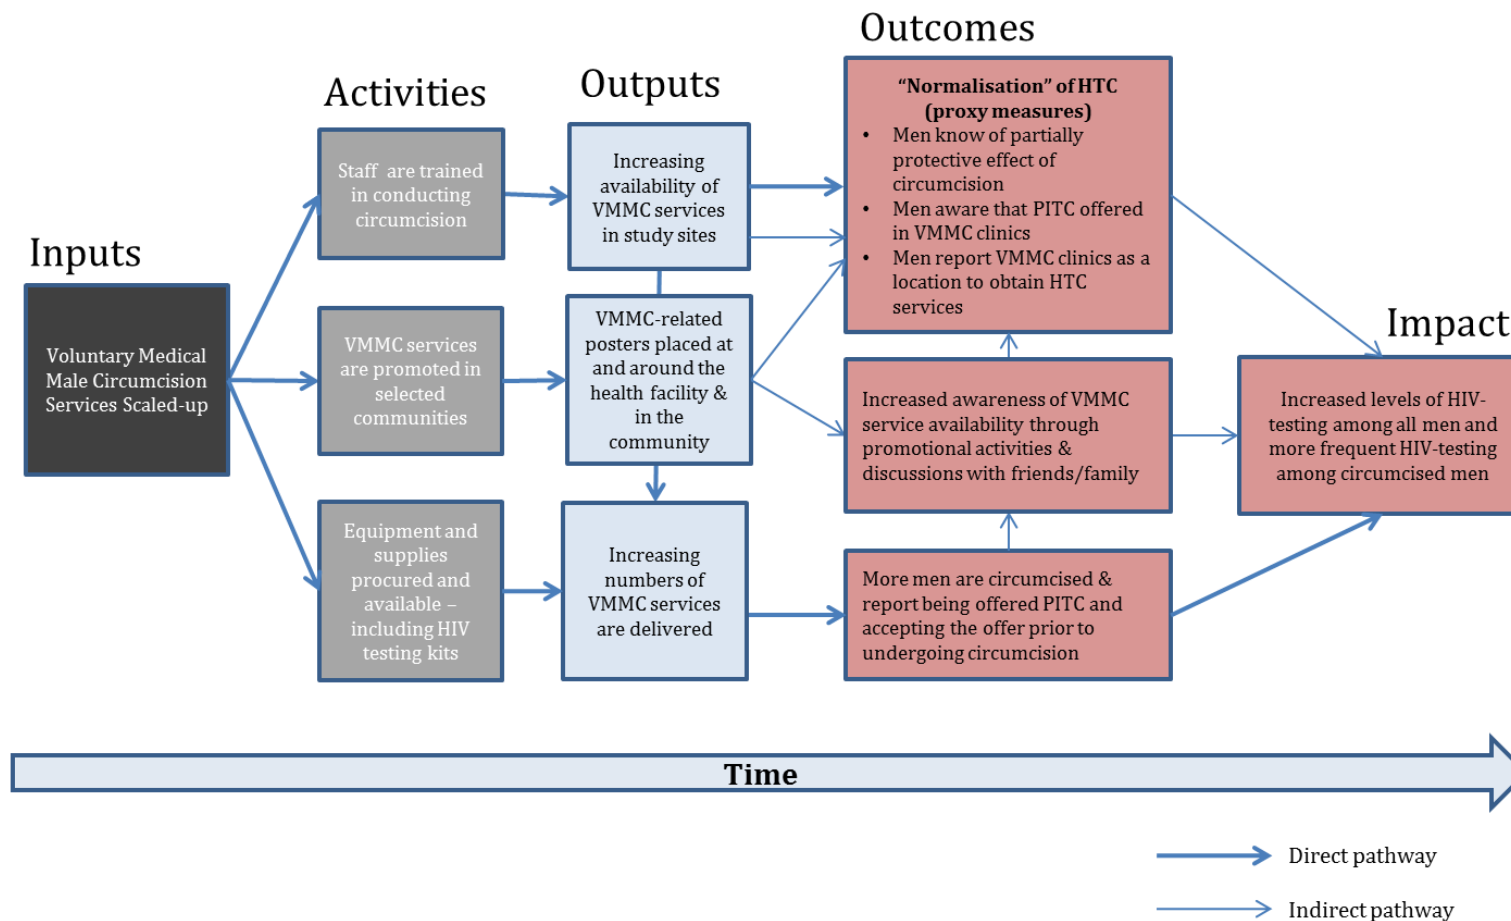 Inputs
Voluntary Medical
Male Circumcision
Services Scaled-up
Activities
Staff are trained
in conducting
circumcision
VMMC services
are promoted in
selected
communities
Equipment and
supplies
procured and
available –
including HIV
testing kits
Outputs
Increasing
availability of
VMMC services
in study sites
VMMC-related
posters placed at
and around the
health facility &
in the
community
Increasing
numbers of
VMMC services
are delivered
Outcomes
“Normalisation” of HTC
(proxy measures)
• Men know of partially
protective effect of
circumcision
• Men aware that PITC offered
in VMMC clinics
• Men report VMMC clinics as a
location to obtain HTC
services
Increased awareness of VMMC
service availability through
promotional activities &
discussions with friends/family
More men are circumcised &
report being offered PITC and
accepting the offer prior to
undergoing circumcision
Impact
Increased levels of HIV-
testing among all men and
more frequent HIV-testing
among circumcised men
Time
Direct pathway
Indirect pathway